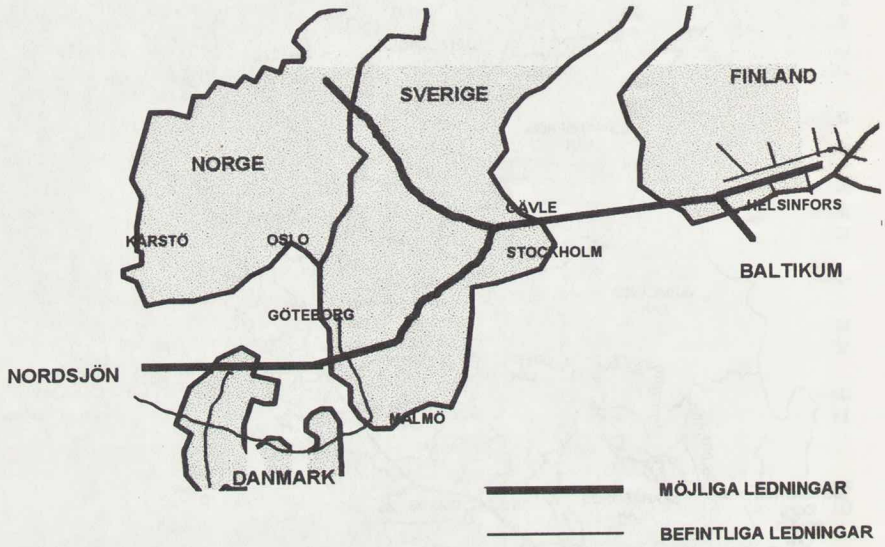 SVERIGE
FINLAND
NORGE
GÄVLE
HELSINFORS
KÅRSTÖ
OSLO
STOCKHOLM
BALTIKUM
GÖTEBORG
NORDSJÖN
MALMÖ
DANMARK
MÖJLIGA LEDNINGAR
BEFINTLIGA LEDNINGAR